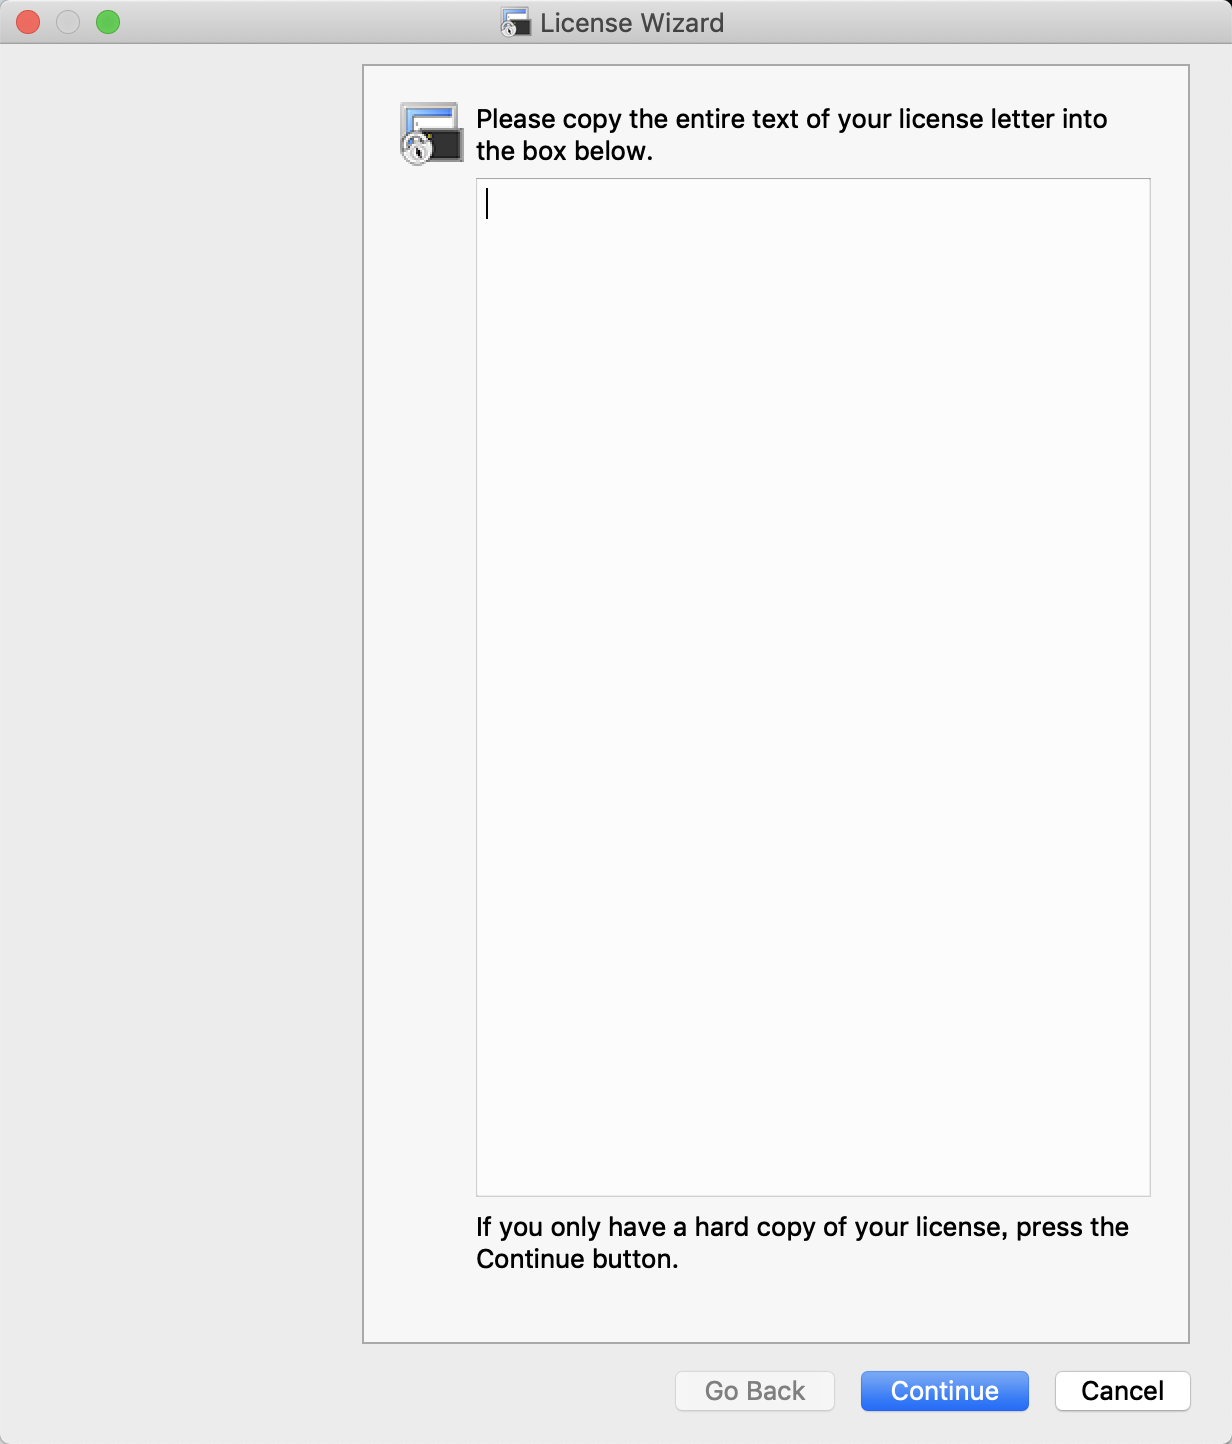 License Wizard
Please copy the entire text of your license letter into
the box below.
If you only have a hard copy of your license, press the
Continue button.
Go Back
Continue
Cancel